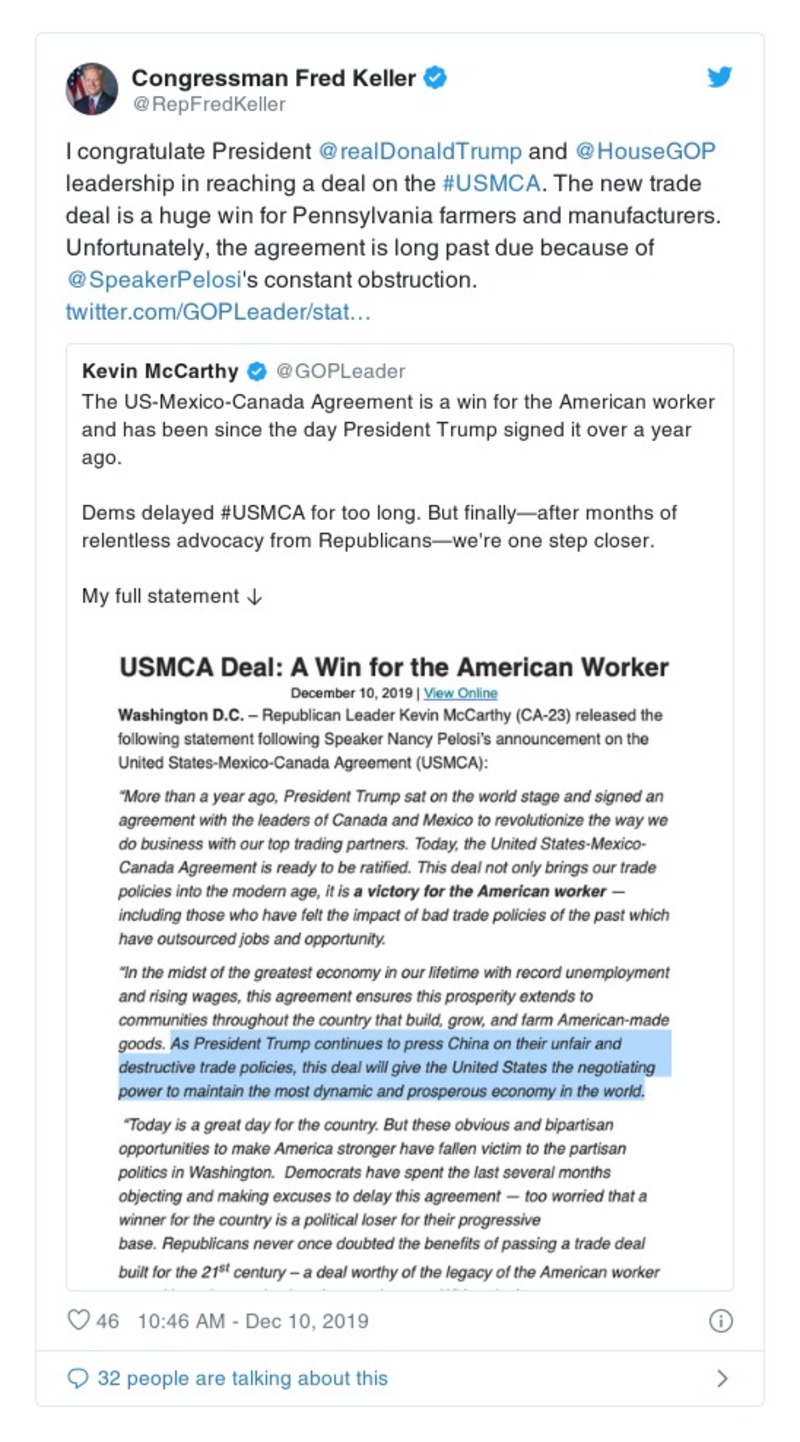 Congressman Fred Keller
@RepFredKeller
I congratulate President @realDonaldTrump and @HouseGOP
leadership in reaching a deal on the #USMCA. The new trade
deal is a huge win for Pennsylvania farmers and manufacturers.
Unfortunately, the agreement is long past due because of
@SpeakerPelosi's constant obstruction.
twitter.com/GOPLeader/stat…
Kevin McCarthy @GOPLeader
The US-Mexico-Canada Agreement is a win for the American worker
and has been since the day President Trump signed it over a year
ago.
Dems delayed #USMCA for too long. But finally—after months of
relentless advocacy from Republicans—we're one step closer.
My full statement ↓
USMCA Deal: A Win for the American Worker
December 10, 2019 | View Online
Washington D.C. – Republican Leader Kevin McCarthy (CA-23) released the
following statement following Speaker Nancy Pelosi's announcement on the
United States-Mexico-Canada Agreement (USMCA):
“More than a year ago, President Trump sat on the world stage and signed an
agreement with the leaders of Canada and Mexico to revolutionize the way we
do business with our top trading partners. Today, the United States-Mexico-
Canada Agreement is ready to be ratified. This deal not only brings our trade
policies into the modern age, it is a victory for the American worker —
including those who have felt the impact of bad trade policies of the past which
have outsourced jobs and opportunity.
“In the midst of the greatest economy in our lifetime with record unemployment
and rising wages, this agreement ensures this prosperity extends to
communities throughout the country that build, grow, and farm American-made
goods. As President Trump continues to press China on their unfair and
destructive trade policies, this deal will give the United States the negotiating
power to maintain the most dynamic and prosperous economy in the world.
“Today is a great day for the country. But these obvious and bipartisan
opportunities to make America stronger have fallen victim to the partisan
politics in Washington. Democrats have spent the last several months
objecting and making excuses to delay this agreement — too worried that a
winner for the country is a political loser for their progressive
base. Republicans never once doubted the benefits of passing a trade deal
built for the 21st century – a deal worthy of the legacy of the American worker
46 10:46 AM - Dec 10, 2019
32 people are talking about this